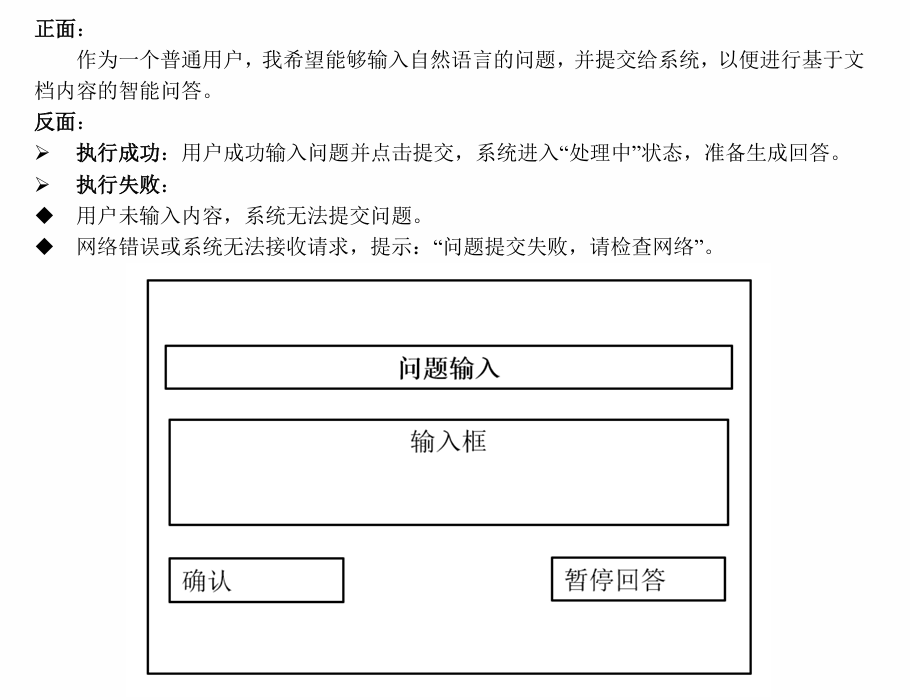 正面：
作为一个普通用户，我希望能够输入自然语言的问题，并提交给系统，以便进行基于文
档内容的智能问答。
反面：
➢ 执行成功：用户成功输入问题并点击提交，系统进入“处理中”状态，准备生成回答。
➢ 执行失败：
◆ 用户未输入内容，系统无法提交问题。
◆ 网络错误或系统无法接收请求，提示：“问题提交失败，请检查网络”。
问题输入
输入框
确认
暂停回答